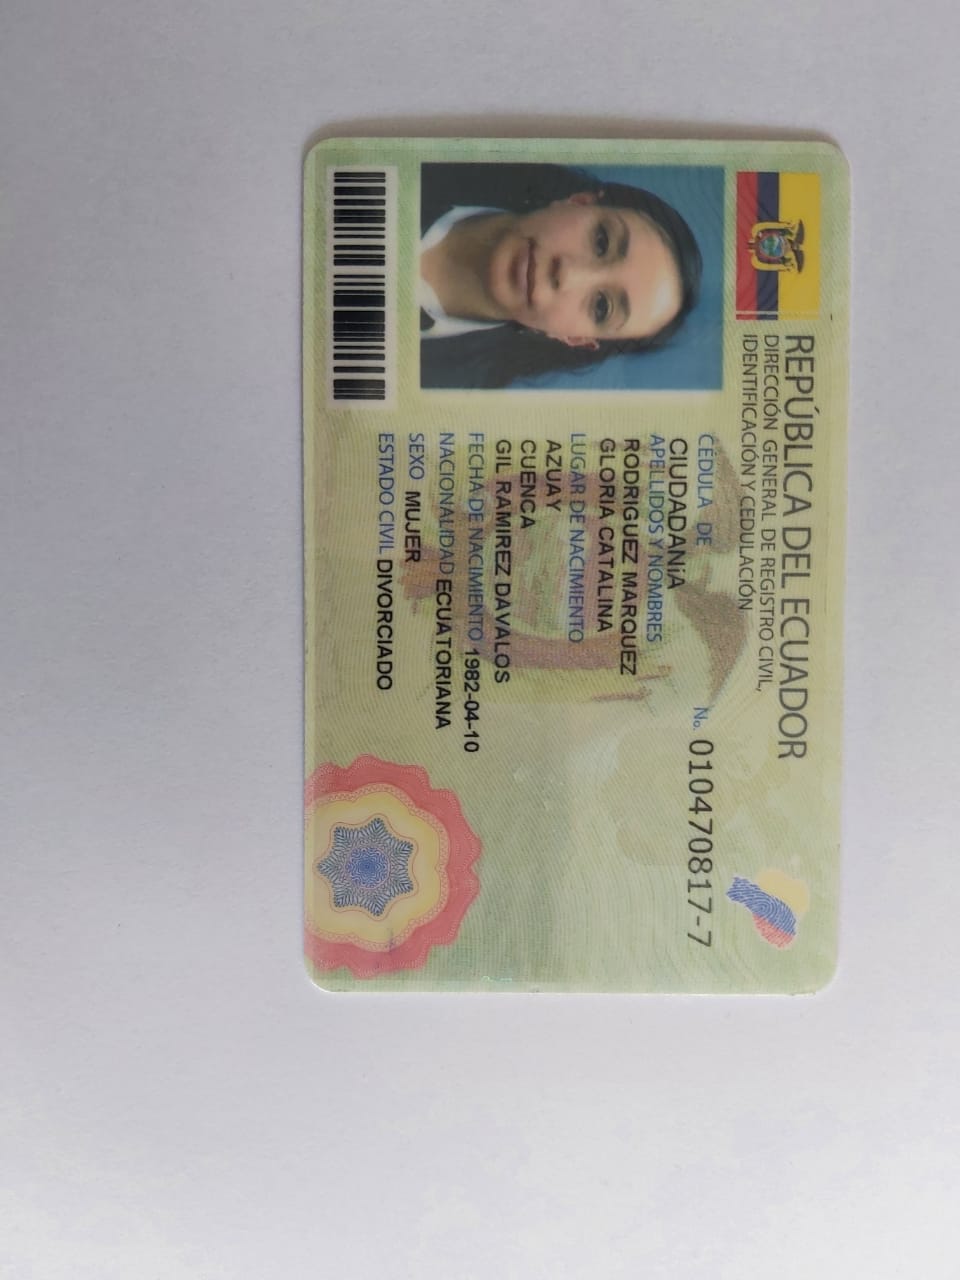 REPÚBLICA DEL ECUADOR
DIRECCIÓN GENERAL DE REGISTRO CIVIL,
IDENTIFICACIÓN Y CEDULACIÓN
CÉDULA DE No. 010470817-7
CIUDADANíA
APELLIDOS Y NOMBRES
RODRIGUEZ MARQUEZ
GLORIA CATALINA
LUGAR DE NACIMIENTO
AZUAY
CUENCA
GIL RAMIREZ DAVALOS
FECHA DE NACIMIENTO 1982-04-10
NACIONALIDAD ECUATORIANA
SEXO MUJER
ESTADO CIVIL DIVORCIADO